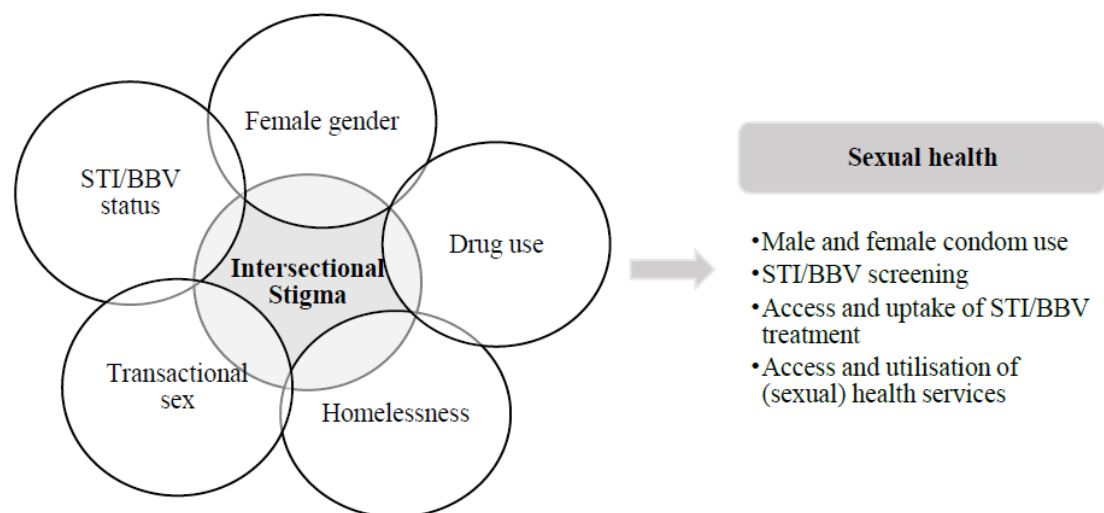 Female gender
STI/BBV
status
Drug use
Intersectional
Stigma
Transactional
sex
Homelessness
Sexual health
•Male and female condom use
•STI/BBV screening
•Access and uptake of STI/BBV
treatment
•Access and utilisation of
(sexual) health services